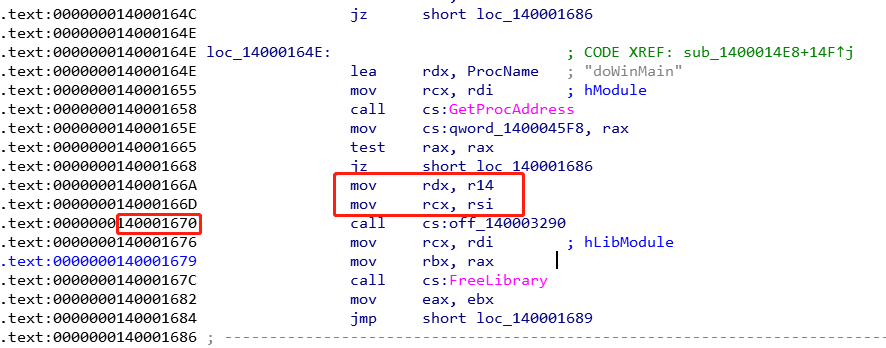 .text:000000014000164C jz short loc_140001686
.text:000000014000164E
.text:000000014000164E loc_14000164E: ; CODE XREF: sub_1400014E8+14F↑j
.text:000000014000164E lea rdx, ProcName ; "doWinMain"
.text:0000000140001655 mov rcx, rdi ; hModule
.text:0000000140001658 call cs:GetProcAddress
.text:000000014000165E mov cs:qword_1400045F8, rax
.text:0000000140001665 test rax, rax
.text:0000000140001668 jz short loc_140001686
.text:000000014000166A mov rdx, r14
.text:000000014000166D mov rcx, rsi
.text:0000000140001670 call cs:off_140003290
.text:0000000140001676 mov rcx, rdi ; hLibModule
.text:0000000140001679 mov rbx, rax
.text:000000014000167C call cs:FreeLibrary
.text:0000000140001682 mov eax, ebx
.text:0000000140001684 jmp short loc_140001689
.text:0000000140001686 ; ---------------------------------------------------------------------------